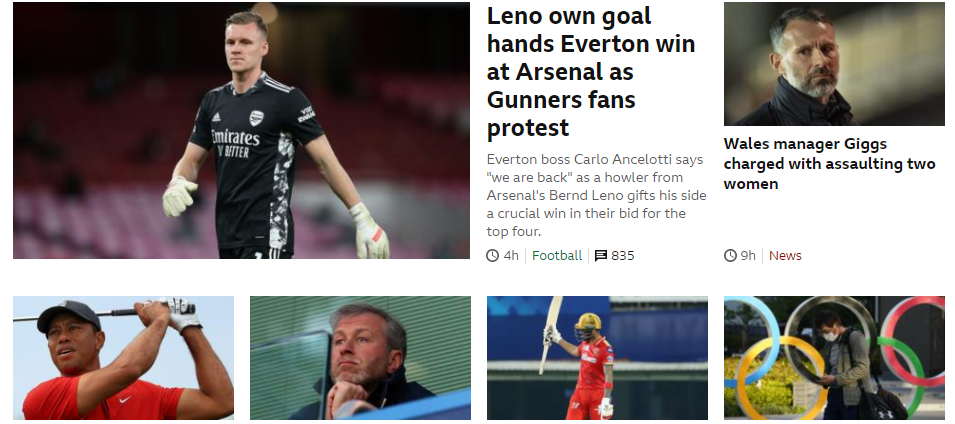 Emirates
FLY BETTER
VISIT
RWANDA
Leno own goal
hands Everton win
at Arsenal as
Gunners fans
protest
Everton boss Carlo Ancelotti says
"we are back" as a howler from
Arsenal's Bernd Leno gifts his side
a crucial win in their bid for the
top four.
4h
Football
835
Wales manager Giggs
charged with assaulting two
women
9h
News